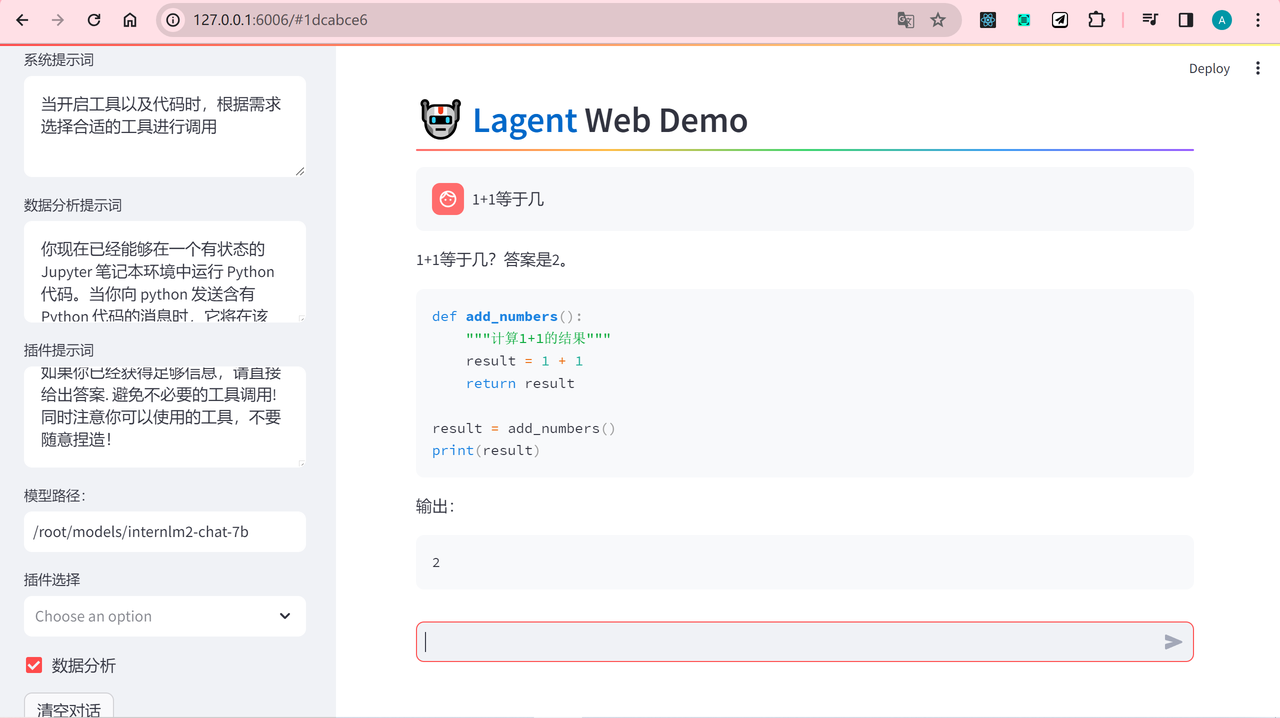 127.0.0.1:6006/#1dcabce6
A
系统提示词
当开启工具以及代码时，根据需求
选择合适的工具进行调用
数据分析提示词
你现在已经能够在一个有状态的
Jupyter 笔记本环境中运行 Python
代码。当你向 python 发送含有
Python 代码的消息时，它将在该
插件提示词
如果你已经获得足够信息，请直接
给出答案. 避免不必要的工具调用!
同时注意你可以使用的工具，不要
随意捏造！
模型路径：
/root/models/internlm2-chat-7b
插件选择
Choose an option
数据分析
清空对话
Deploy
Lagent Web Demo
1+1等于几
1+1等于几？答案是2。
def add_numbers():
    """计算1+1的结果"""
    result = 1 + 1
    return result
result = add_numbers()
print(result)
输出：
2